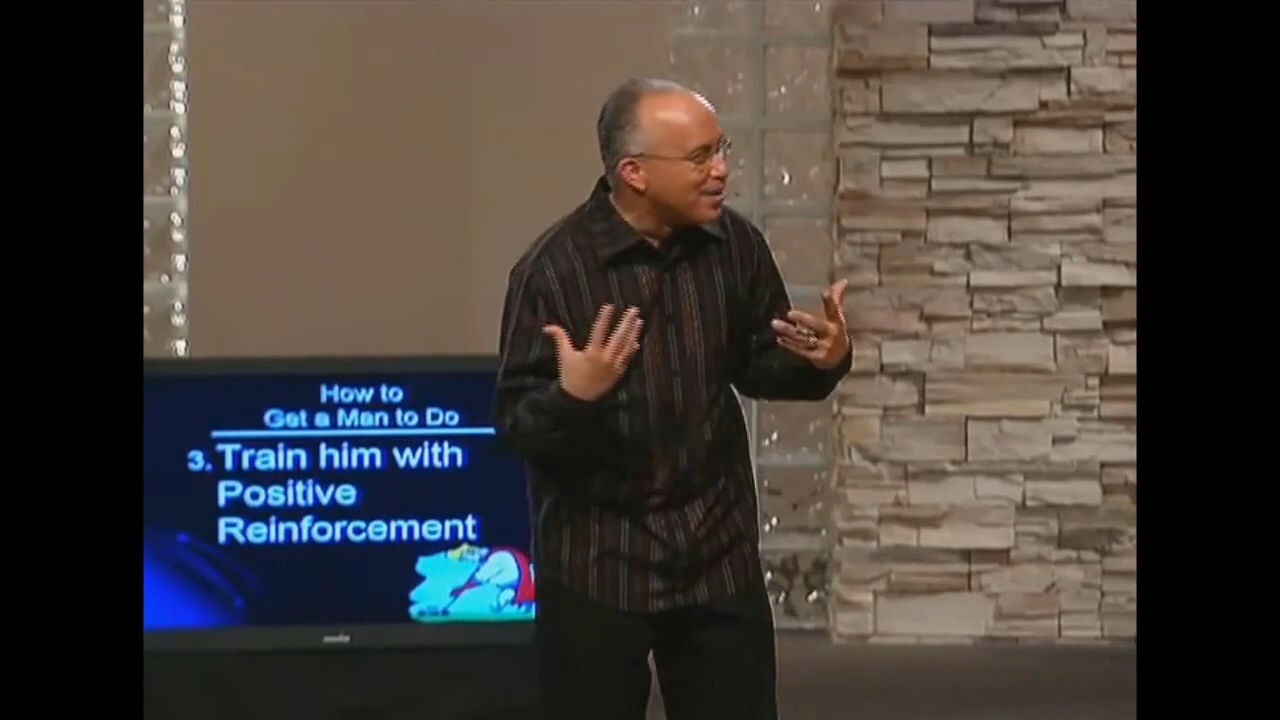 How to
Get a Man to Do
3. Train him with
Positive
Reinforcement